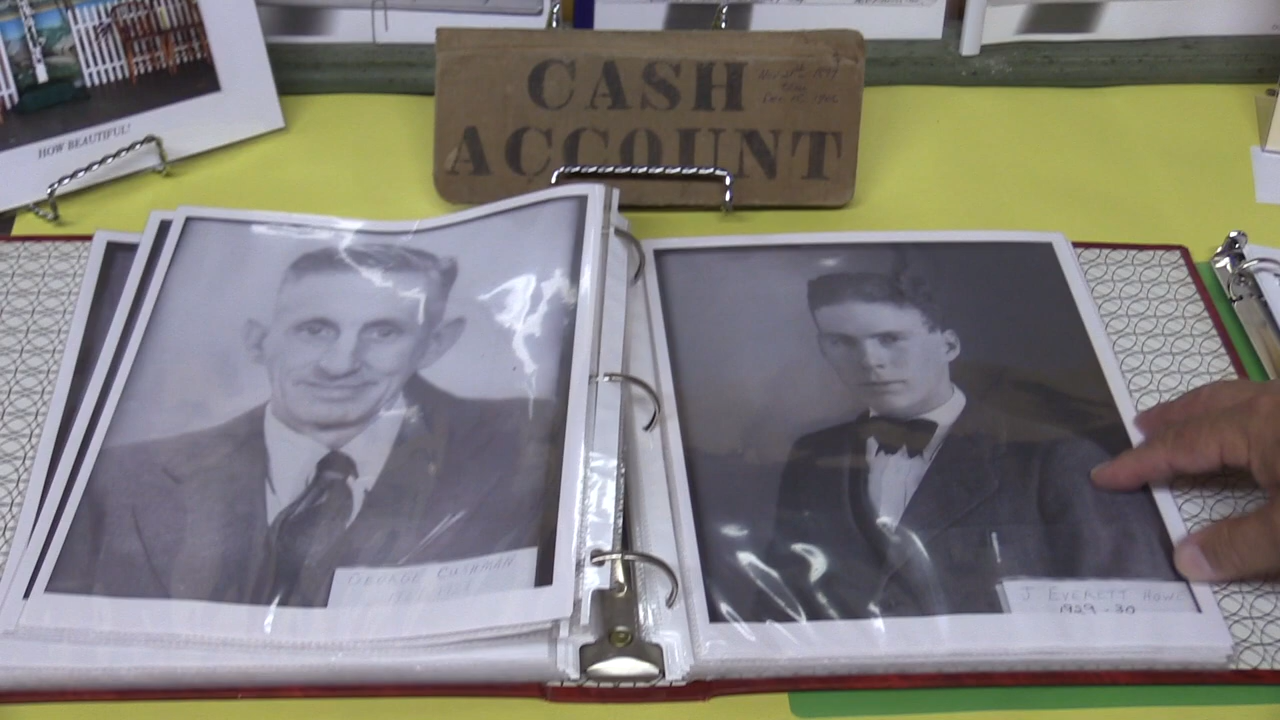 HOW BEAUTIFUL!
CASH
ACCOUNT
GEORGE CUSHMAN
J EVERETT HOWE
1929-30